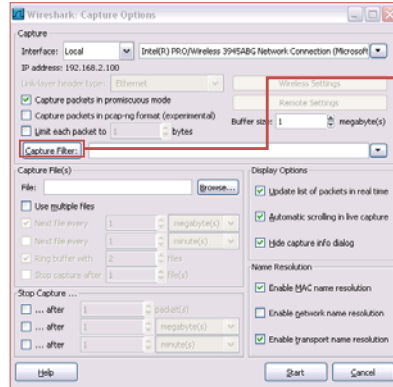 Wireshark: Capture Options
Capture
Interface: Local Intel(R) PRO/Wireless 3945ABG Network Connection (Microsoft
IP address: 192.168.2.100
Link-layer header type: Ethernet Wireless Settings
Capture packets in promiscuous mode Remote Settings
Capture packets in pcap-ng format (experimental)
Limit each packet to 1 bytes Buffer size: 1 megabyte(s)
Capture Filter:
Capture File(s) Display Options
File: Browse... Update list of packets in real time
Use multiple files
Next file every 1 megabyte(s) Automatic scrolling in live capture
Next file every 1 minute(s)
Ring buffer with 2 files Hide capture info dialog
Stop capture after 1 file(s) Name Resolution
Stop Capture ... Enable MAC name resolution
... after 1 packet(s)
... after 1 megabyte(s) Enable network name resolution
... after 1 minute(s) Enable transport name resolution
Help Start Cancel